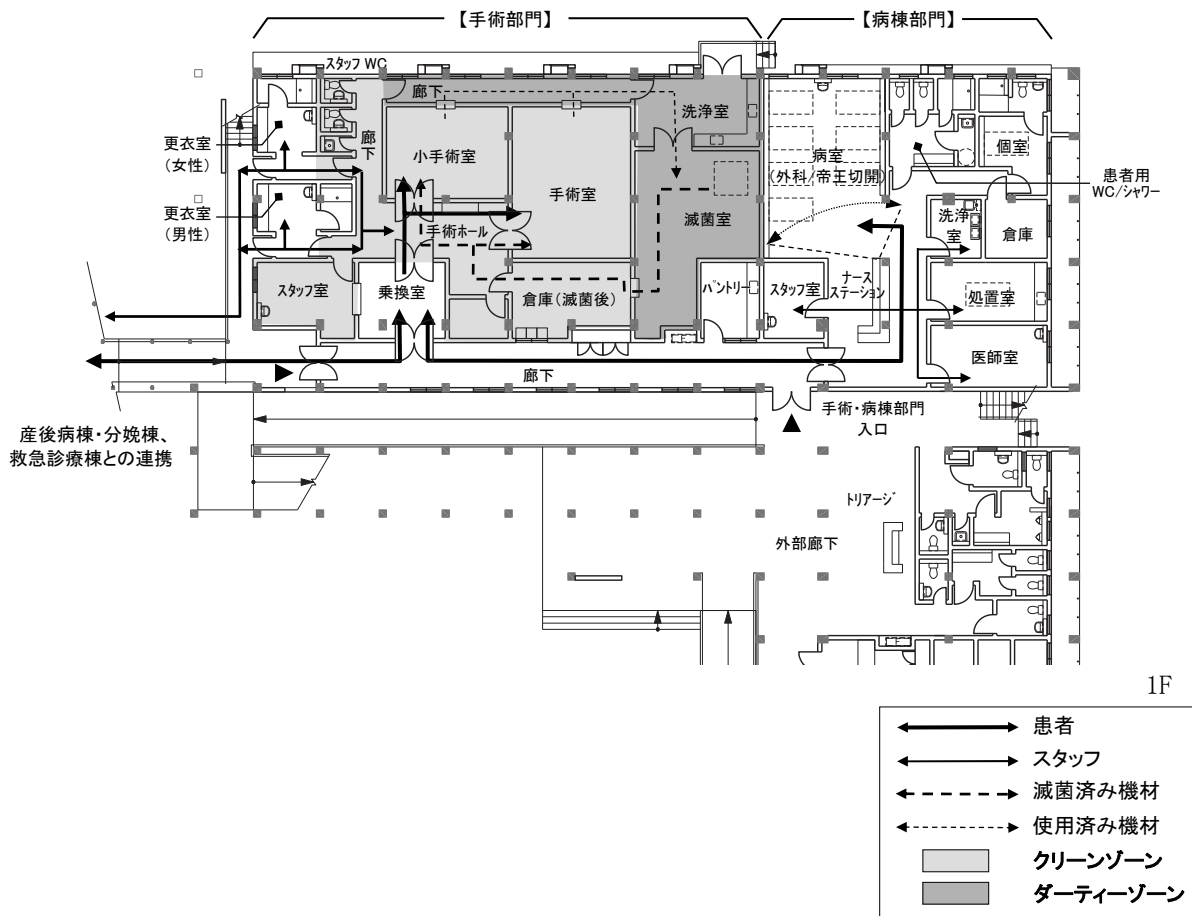 【手術部門】
【病棟部門】
スタッフ WC
廊下
洗浄室
更衣室
(女性)
廊下
小手術室
手術室
病室
(外科/帝王切開)
個室
患者用
WC/シャワー
更衣室
(男性)
手術ホール
滅菌室
洗浄
室
倉庫
スタッフ室
乗換室
倉庫(滅菌後)
パントリー
スタッフ室
ナース
ステーション
処置室
医師室
廊下
手術・病棟部門
入口
産後病棟・分娩棟、
救急診療棟との連携
トリアージ
外部廊下
1F
患者
スタッフ
滅菌済み機材
使用済み機材
クリーンゾーン
ダーティーゾーン